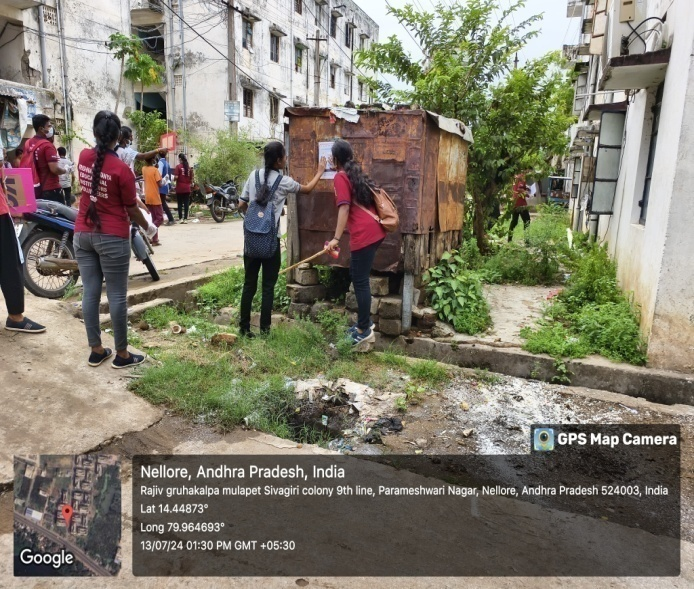 EDUCATIONAL
GPS Map Camera
Nellore, Andhra Pradesh, India
Rajiv gruhakalpa mulapet Sivagiri colony 9th line, Parameshwari Nagar, Nellore, Andhra Pradesh 524003, India
Lat 14.44873°
Long 79.964693°
13/07/24 01:30 PM GMT +05:30
Google